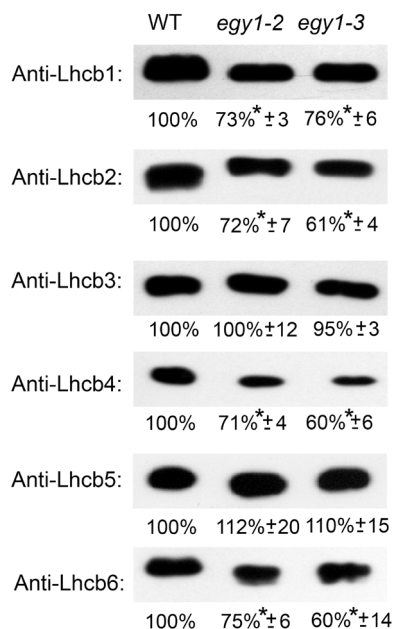 WT egy1-2 egy1-3
Anti-Lhcb1:
100% 73%*±3 76%*±6
Anti-Lhcb2:
100% 72%*±7 61%*±4
Anti-Lhcb3:
100% 100%±12 95%±3
Anti-Lhcb4:
100% 71%*±4 60%*±6
Anti-Lhcb5:
100% 112%±20 110%±15
Anti-Lhcb6:
100% 75%*±6 60%*±14